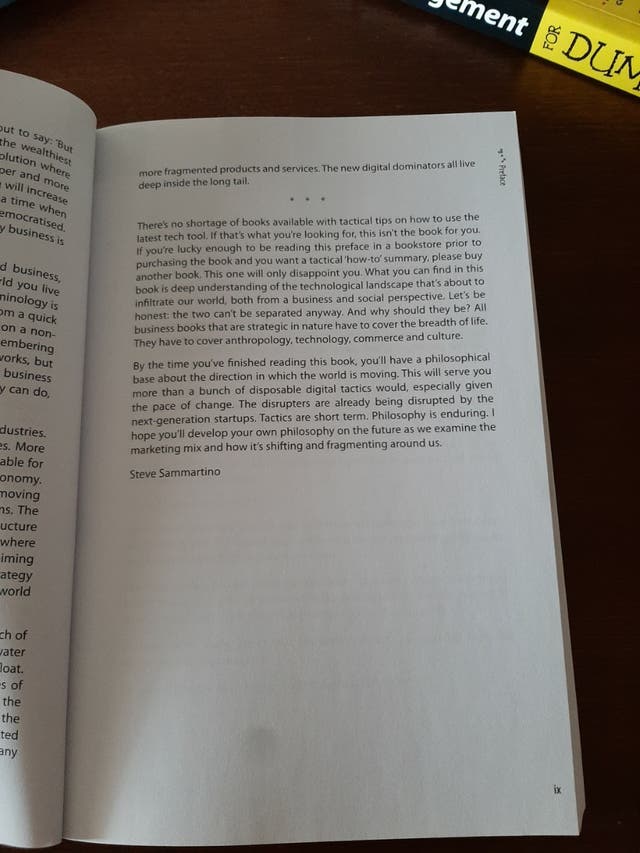 gement
FOR
DUM
out to say: 'But
the wealthiest
olution where
per and more
will increase
a time when
emocratised.
y business is
d business,
rld you live
minology is
om a quick
on a non-
embering
works, but
business
y can do,
dustries.
es. More
able for
onomy.
moving
ns. The
ucture
where
iming
ategy
world
ch of
vater
loat.
s of
the
the
ted
any
Preface
more fragmented products and services. The new digital dominators all live
deep inside the long tail.
* * *
There's no shortage of books available with tactical tips on how to use the
latest tech tool. If that's what you're looking for, this isn't the book for you.
If you're lucky enough to be reading this preface in a bookstore prior to
purchasing the book and you want a tactical 'how-to' summary, please buy
another book. This one will only disappoint you. What you can find in this
book is deep understanding of the technological landscape that's about to
infiltrate our world, both from a business and social perspective. Let's be
honest: the two can't be separated anyway. And why should they be? All
business books that are strategic in nature have to cover the breadth of life.
They have to cover anthropology, technology, commerce and culture.
By the time you've finished reading this book, you'll have a philosophical
base about the direction in which the world is moving. This will serve you
more than a bunch of disposable digital tactics would, especially given
the pace of change. The disrupters are already being disrupted by the
next-generation startups. Tactics are short term. Philosophy is enduring. I
hope you'll develop your own philosophy on the future as we examine the
marketing mix and how it's shifting and fragmenting around us.
Steve Sammartino
ix